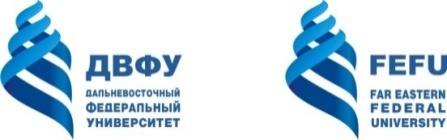 ДВФУ
ДАЛЬНЕВОСТОЧНЫЙ
ФЕДЕРАЛЬНЫЙ
УНИВЕРСИТЕТ
FEFU
FAR EASTERN
FEDERAL
UNIVERSITY